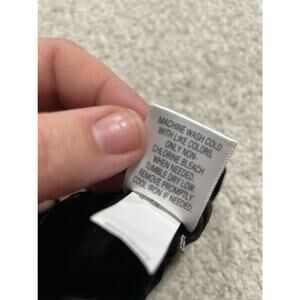 MACHINE WASH COLD
WITH LIKE COLORS.
ONLY NON-
CHLORINE BLEACH
WHEN NEEDED.
TUMBLE DRY LOW.
REMOVE PROMPTLY.
COOL IRON IF NEEDED.